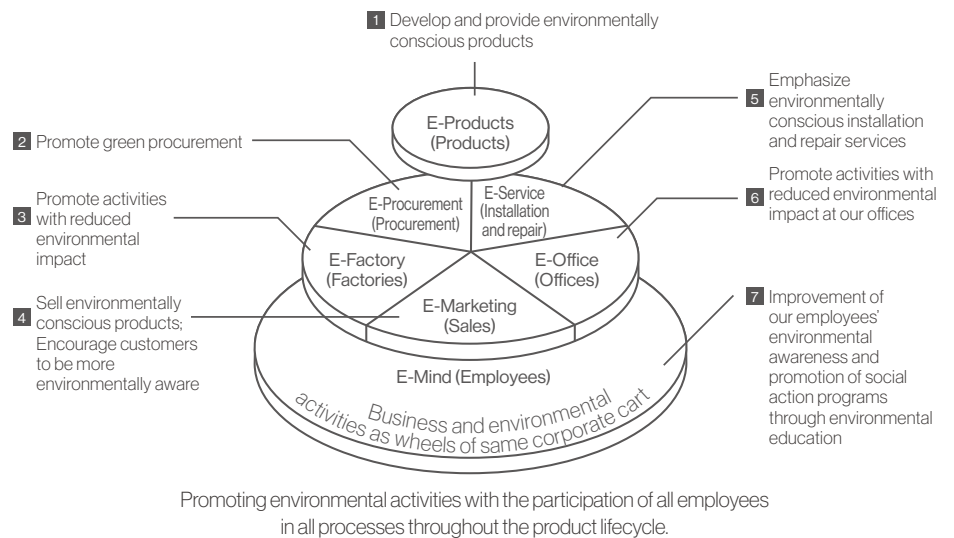 1 Develop and provide environmentally
conscious products
E-Products
(Products)
2 Promote green procurement
E-Procurement
(Procurement)
E-Service
(Installation
and repair)
5 Emphasize
environmentally
conscious installation
and repair services
3 Promote activities
with reduced
environmental
impact
E-Factory
(Factories)
E-Office
(Offices)
6 Promote activities with
reduced environmental
impact at our offices
4 Sell environmentally
conscious products;
Encourage customers
to be more
environmentally aware
E-Marketing
(Sales)
7 Improvement of
our employees'
environmental
awareness and
promotion of social
action programs
through environmental
education
E-Mind (Employees)
Business and environmental
activities as wheels of same corporate cart
Promoting environmental activities with the participation of all employees
in all processes throughout the product lifecycle.